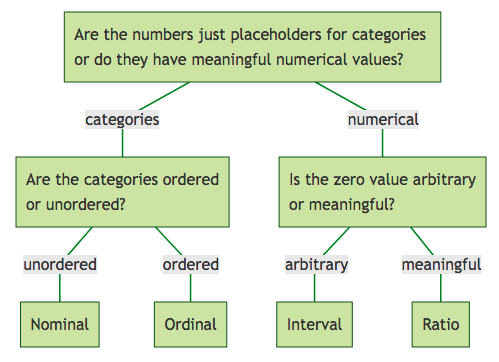 Are the numbers just placeholders for categories
or do they have meaningful numerical values?
categories
numerical
Are the categories ordered
or unordered?
Is the zero value arbitrary
or meaningful?
unordered
ordered
arbitrary
meaningful
Nominal
Ordinal
Interval
Ratio